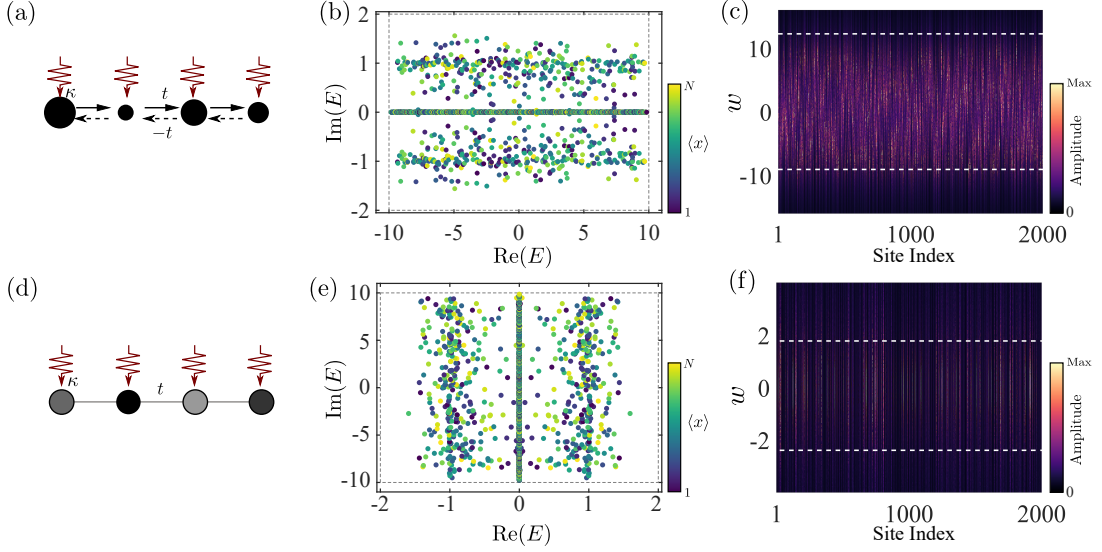 (a)
κ
t
−t
(b)
2
1
0
-1
-2
Im(E)
-10
-5
0
5
10
Re(E)
N
⟨x⟩
1
(c)
10
0
-10
w
1
1000
2000
Site Index
Max
Amplitude
0
(d)
κ
t
(e)
10
5
0
-5
-10
Im(E)
-2
-1
0
1
2
Re(E)
N
⟨x⟩
1
(f)
2
0
-2
w
1
1000
2000
Site Index
Max
Amplitude
0